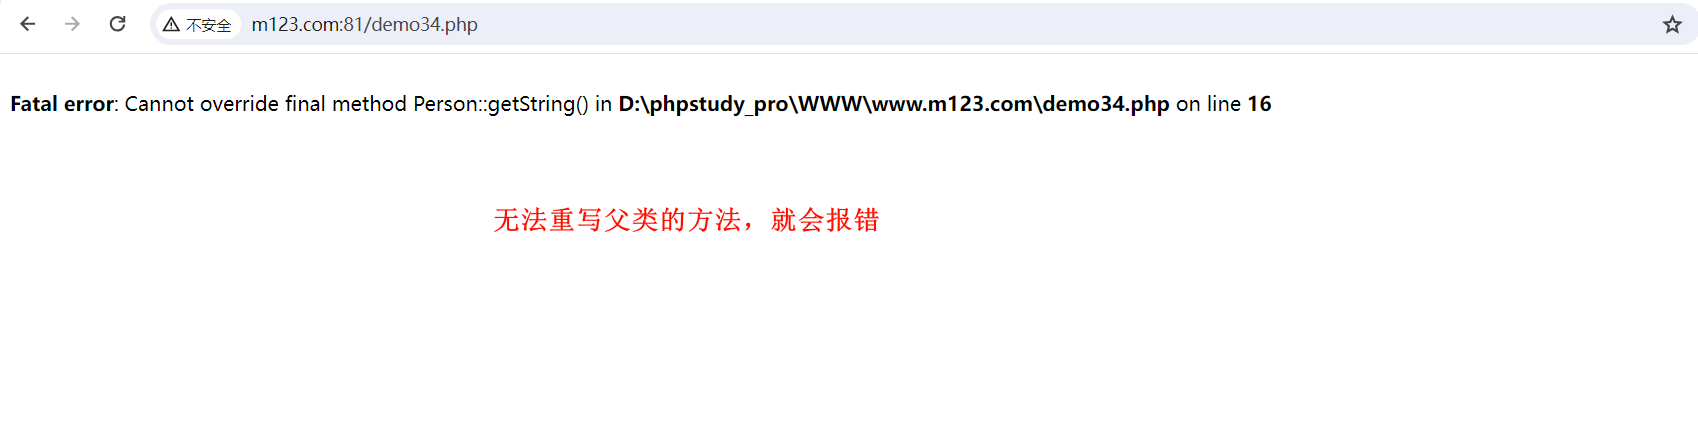 不安全 m123.com:81/demo34.php
Fatal error: Cannot override final method Person::getString() in D:\phpstudy_pro\WWW\www.m123.com\demo34.php on line 16
无法重写父类的方法，就会报错